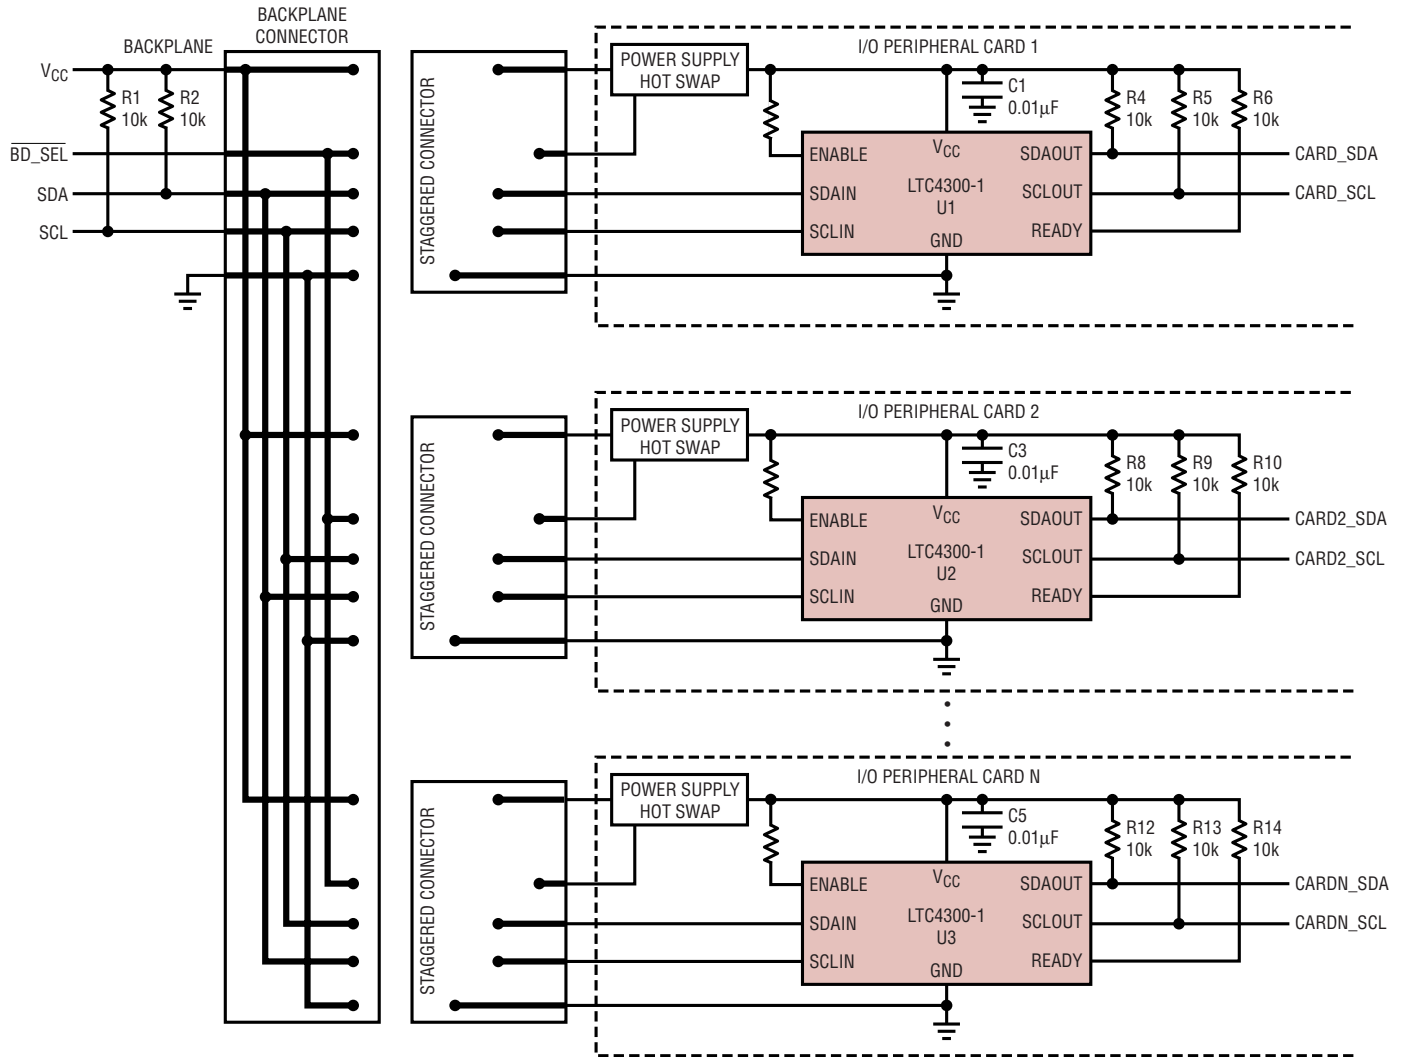 BACKPLANE
CONNECTOR
BACKPLANE
VCC
R1
10k
R2
10k
BD_SEL
SDA
SCL
STAGGERED CONNECTOR
POWER SUPPLY
HOT SWAP
I/O PERIPHERAL CARD 1
C1
0.01µF
R4
10k
R5
10k
R6
10k
ENABLE
VCC
SDAOUT
CARD_SDA
SDAIN
LTC4300-1
U1
SCLOUT
CARD_SCL
SCLIN
GND
READY
STAGGERED CONNECTOR
POWER SUPPLY
HOT SWAP
I/O PERIPHERAL CARD 2
C3
0.01µF
R8
10k
R9
10k
R10
10k
ENABLE
VCC
SDAOUT
CARD2_SDA
SDAIN
LTC4300-1
U2
SCLOUT
CARD2_SCL
SCLIN
GND
READY
STAGGERED CONNECTOR
POWER SUPPLY
HOT SWAP
I/O PERIPHERAL CARD N
C5
0.01µF
R12
10k
R13
10k
R14
10k
ENABLE
VCC
SDAOUT
CARDN_SDA
SDAIN
LTC4300-1
U3
SCLOUT
CARDN_SCL
SCLIN
GND
READY